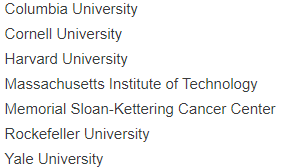 Columbia University
Cornell University
Harvard University
Massachusetts Institute of Technology
Memorial Sloan-Kettering Cancer Center
Rockefeller University
Yale University